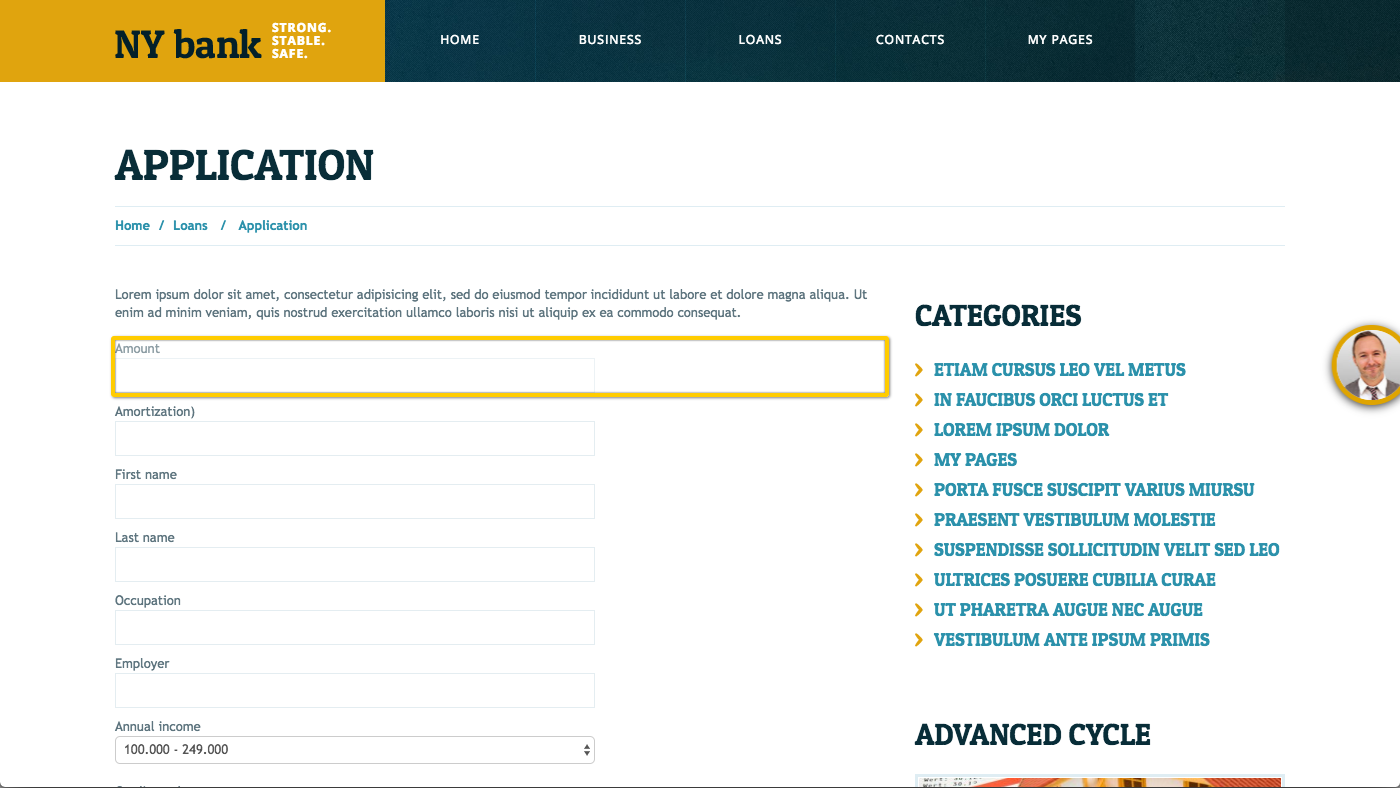 NY bank
STRONG.
STABLE.
SAFE.
HOME
BUSINESS
LOANS
CONTACTS
MY PAGES
APPLICATION
Home / Loans / Application
Lorem ipsum dolor sit amet, consectetur adipisicing elit, sed do eiusmod tempor incididunt ut labore et dolore magna aliqua. Ut
enim ad minim veniam, quis nostrud exercitation ullamco laboris nisi ut aliquip ex ea commodo consequat.
Amount
Amortization)
First name
Last name
Occupation
Employer
Annual income
100.000 - 249.000
CATEGORIES
ETIAM CURSUS LEO VEL METUS
IN FAUCIBUS ORCI LUCTUS ET
LOREM IPSUM DOLOR
MY PAGES
PORTA FUSCE SUSCIPIT VARIUS MIURSU
PRAESENT VESTIBULUM MOLESTIE
SUSPENDISSE SOLLICITUDIN VELIT SED LEO
ULTRICES POSUERE CUBILIA CURAE
UT PHARETRA AUGUE NEC AUGUE
VESTIBULUM ANTE IPSUM PRIMIS
ADVANCED CYCLE